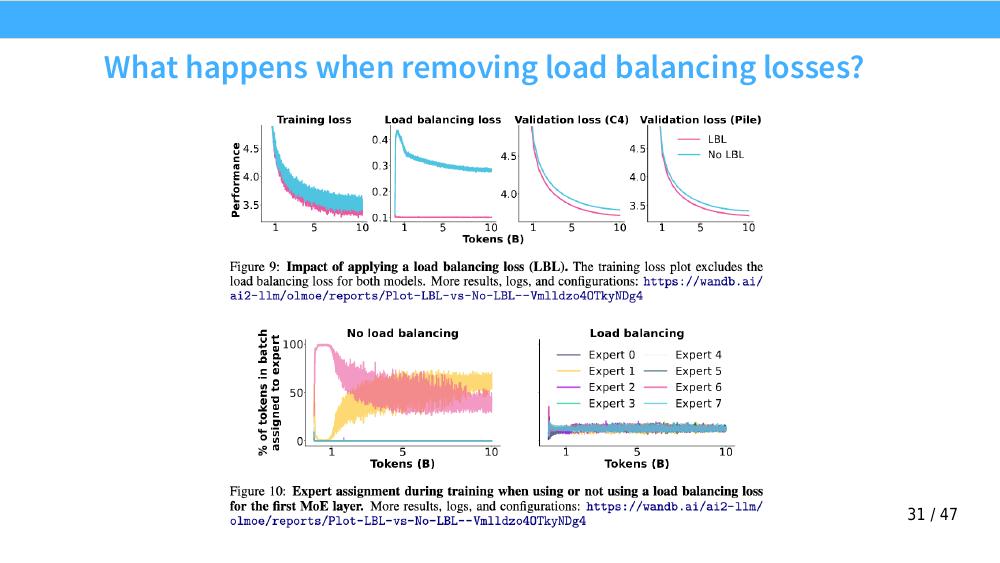 What happens when removing load balancing losses?
Training loss
Load balancing loss
Validation loss (C4)
Validation loss (Pile)
Performance
4.5
4.0
3.5
1
5
10
0.4
0.3
0.2
0.1
1
5
10
4.5
4.0
1
5
10
4.5
4.0
3.5
1
5
10
LBL
No LBL
Tokens (B)
Figure 9: Impact of applying a load balancing loss (LBL). The training loss plot excludes the
load balancing loss for both models. More results, logs, and configurations: https://wandb.ai/
ai2-llm/olmoe/reports/Plot-LBL-vs-No-LBL--Vmlldzo4OTkyNDg4
No load balancing
Load balancing
% of tokens in batch
assigned to expert
100
50
0
1
5
10
Tokens (B)
Expert 0
Expert 1
Expert 2
Expert 3
Expert 4
Expert 5
Expert 6
Expert 7
1
5
10
Tokens (B)
Figure 10: Expert assignment during training when using or not using a load balancing loss
for the first MoE layer. More results, logs, and configurations: https://wandb.ai/ai2-llm/
olmoe/reports/Plot-LBL-vs-No-LBL--Vmlldzo4OTkyNDg4
31 / 47